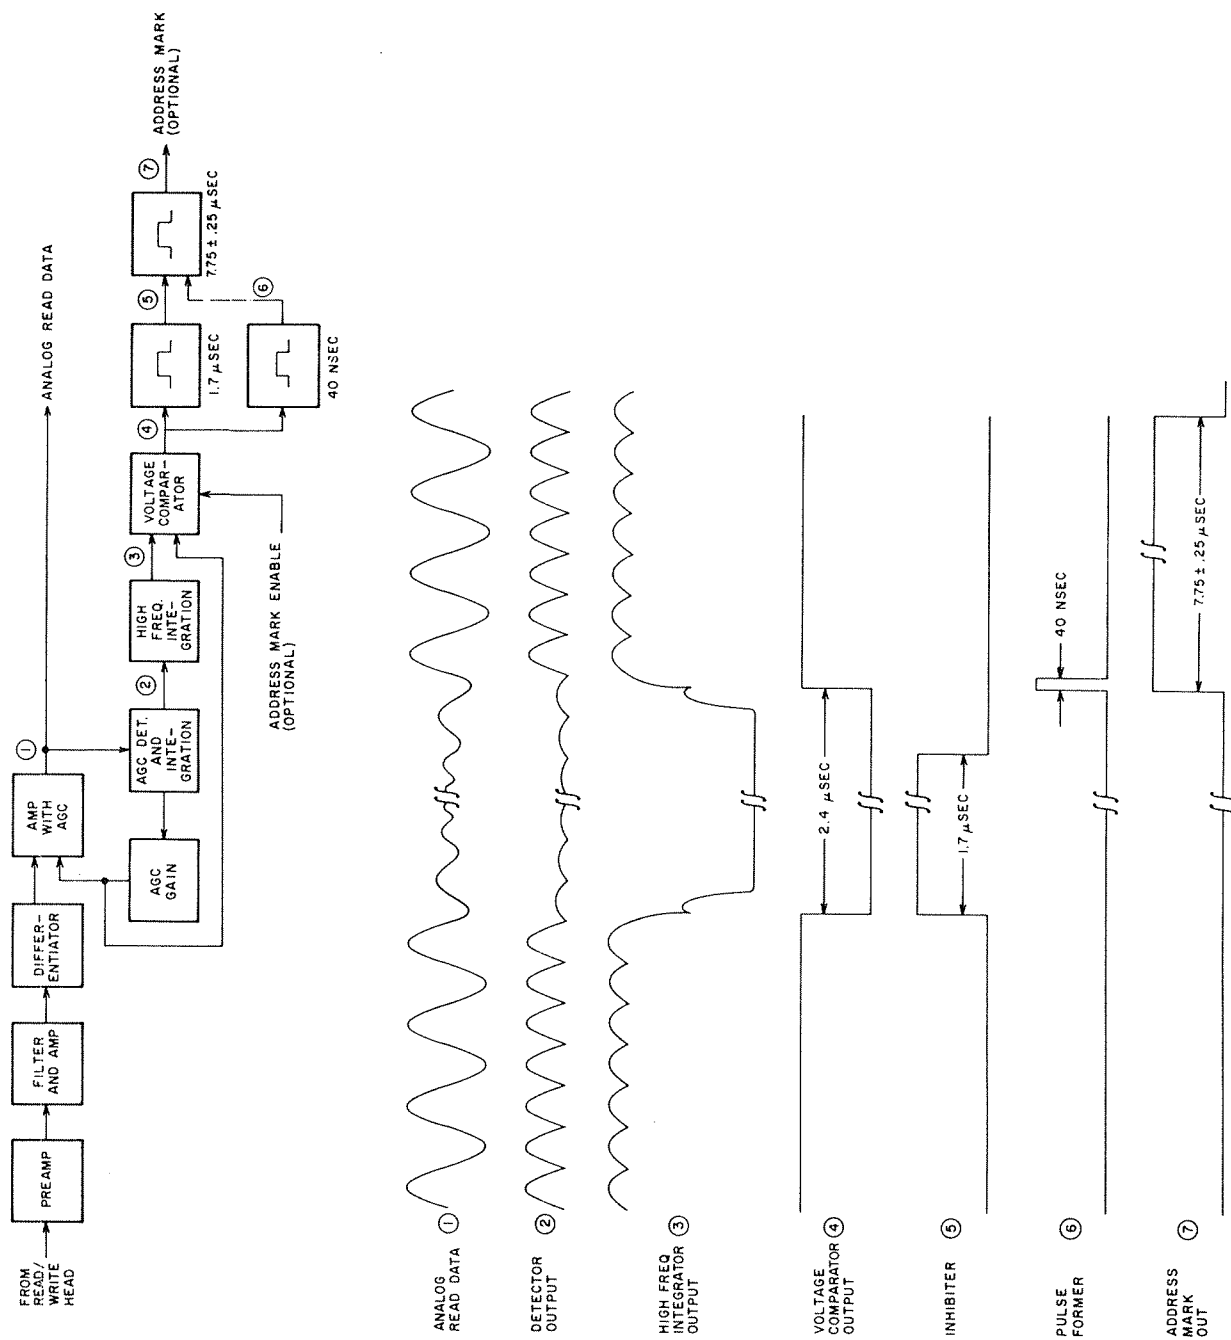 FROM
READ/
WRITE
HEAD
PREAMP
FILTER
AND AMP
DIFFER-
ENTIATOR
AMP
WITH
AGC
1
ANALOG READ DATA
AGC
GAIN
AGC DET.
AND
INTE-
GRATION
2
HIGH
FREQ.
INTE-
GRATION
3
VOLTAGE
COMPAR-
ATOR
4
1.7 µSEC
5
7.75 ± .25 µSEC
7
ADDRESS MARK
(OPTIONAL)
40 NSEC
6
ADDRESS MARK ENABLE
(OPTIONAL)
ANALOG
READ DATA 1
DETECTOR
OUTPUT 2
HIGH FREQ
INTEGRATOR 3
OUTPUT
VOLTAGE
COMPARATOR 4
OUTPUT
2.4 µSEC
INHIBITER 5
1.7 µSEC
PULSE
FORMER 6
40 NSEC
ADDRESS
MARK 7
OUT
7.75 ± .25 µSEC